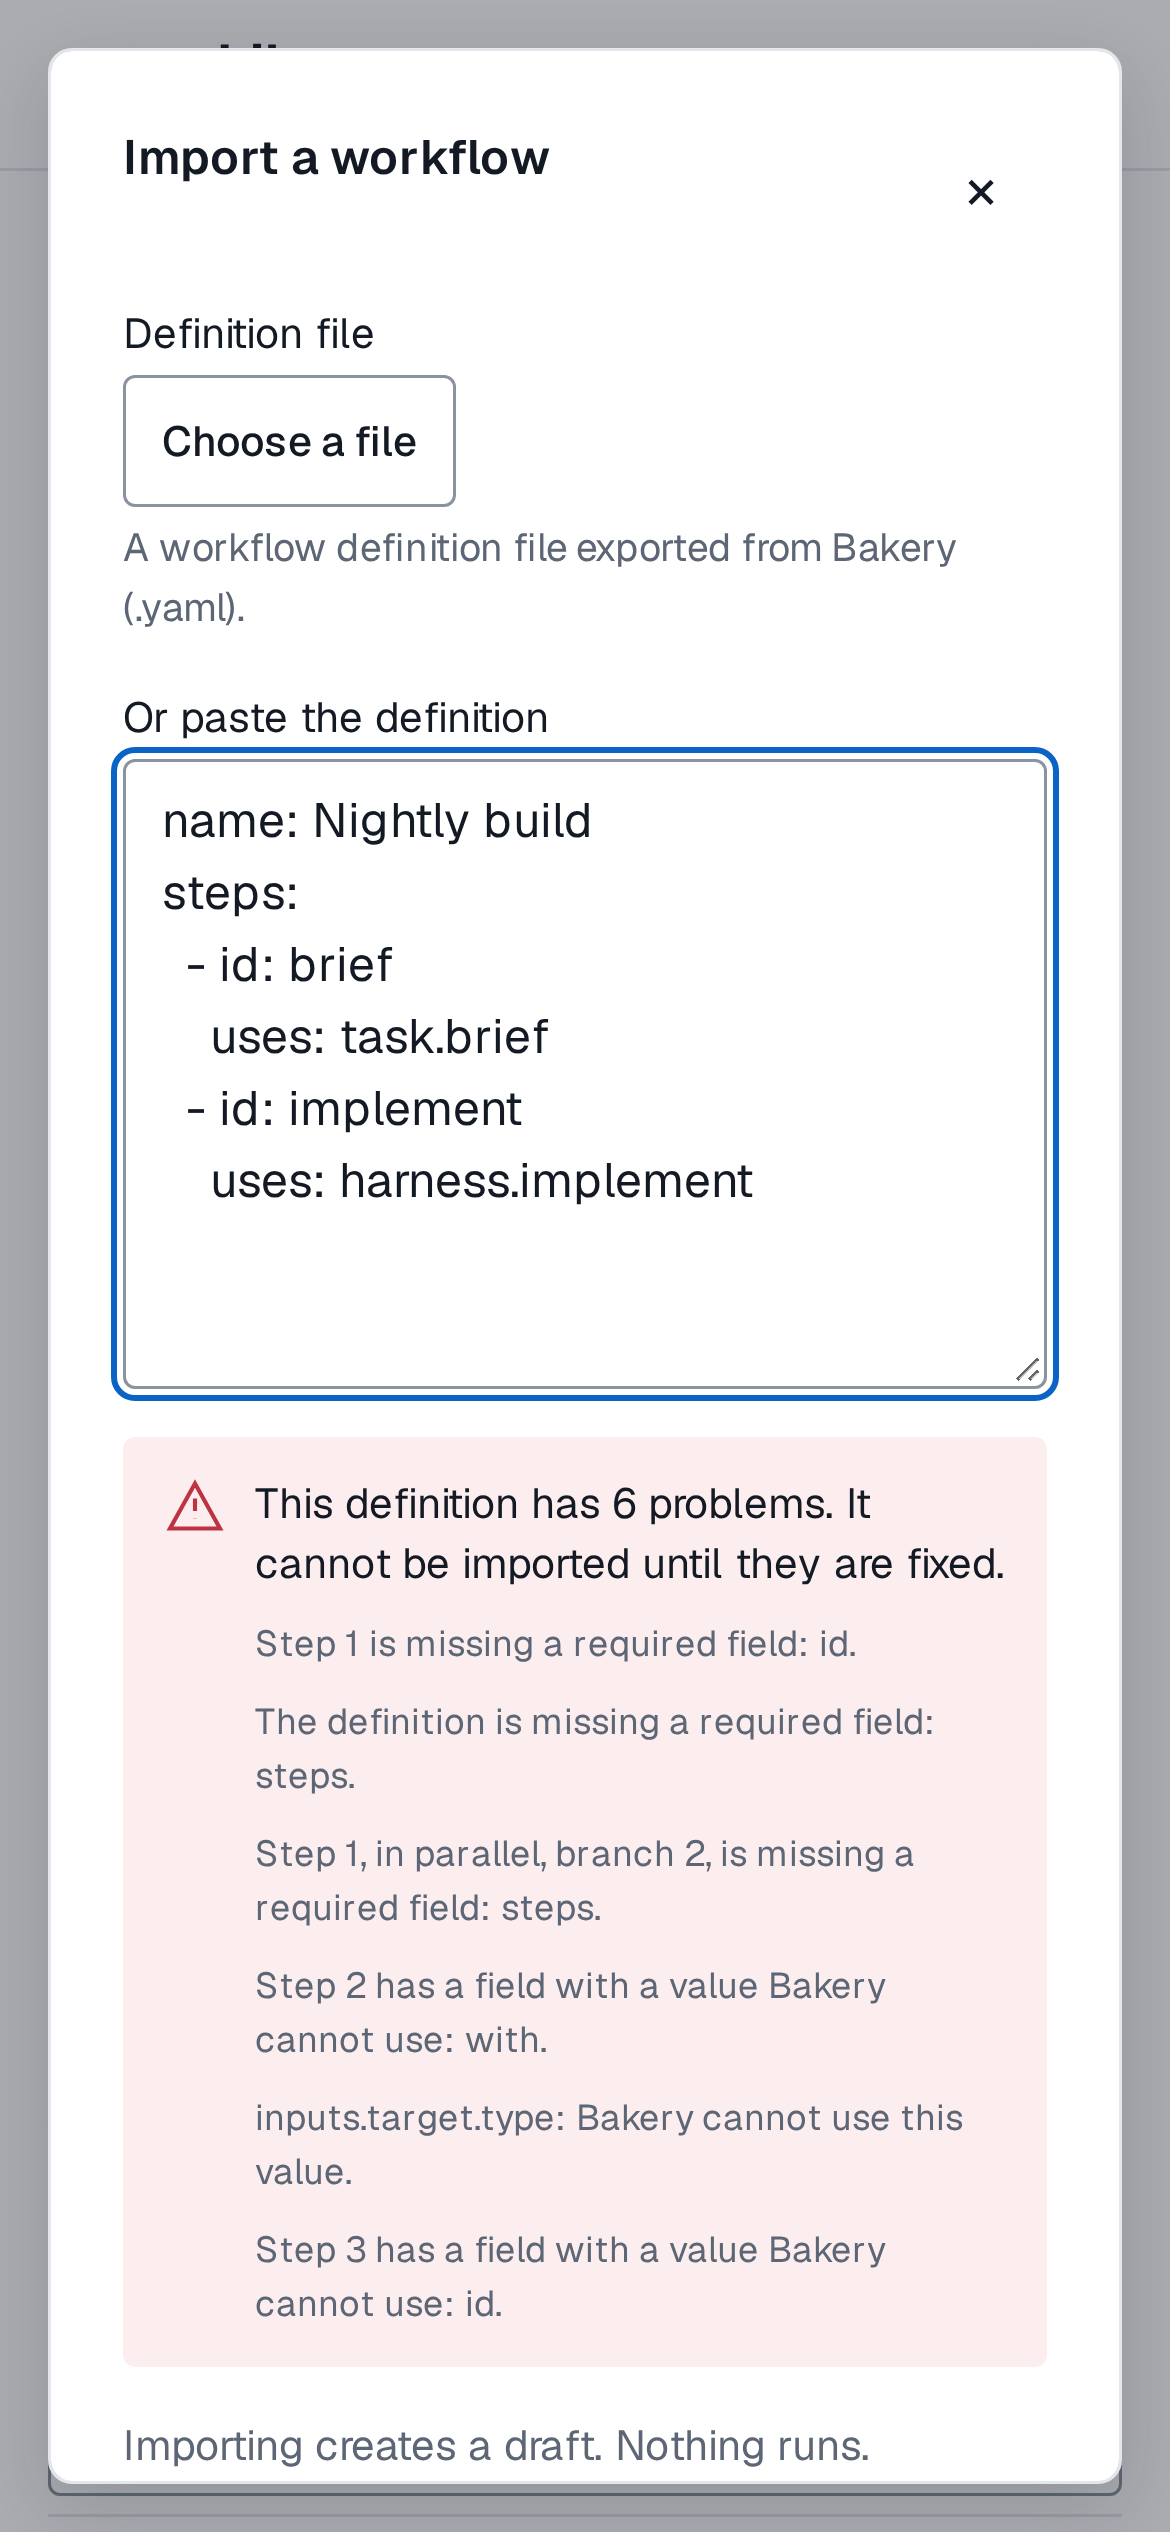 Import a workflow
×
Definition file
Choose a file
A workflow definition file exported from Bakery
(.yaml).
Or paste the definition
name: Nightly build
steps:
  - id: brief
    uses: task.brief
  - id: implement
    uses: harness.implement
This definition has 6 problems. It
cannot be imported until they are fixed.
Step 1 is missing a required field: id.
The definition is missing a required field:
steps.
Step 1, in parallel, branch 2, is missing a
required field: steps.
Step 2 has a field with a value Bakery
cannot use: with.
inputs.target.type: Bakery cannot use this
value.
Step 3 has a field with a value Bakery
cannot use: id.
Importing creates a draft. Nothing runs.